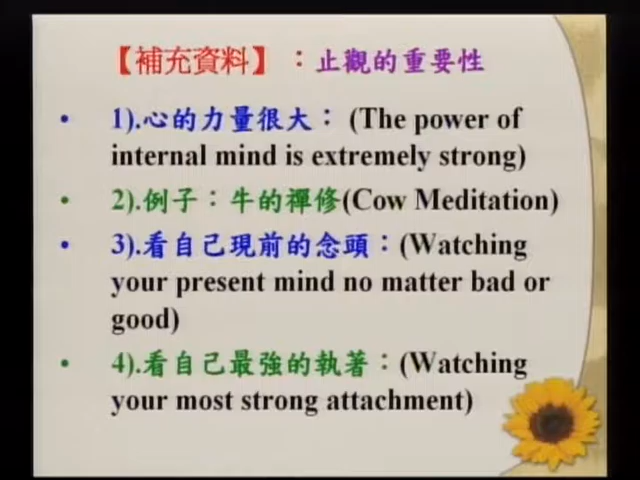 【補充資料】：止觀的重要性
• 1).心的力量很大： (The power of
internal mind is extremely strong)
• 2).例子：牛的禪修(Cow Meditation)
• 3).看自己現前的念頭：(Watching
your present mind no matter bad or
good)
• 4).看自己最強的執著：(Watching
your most strong attachment)